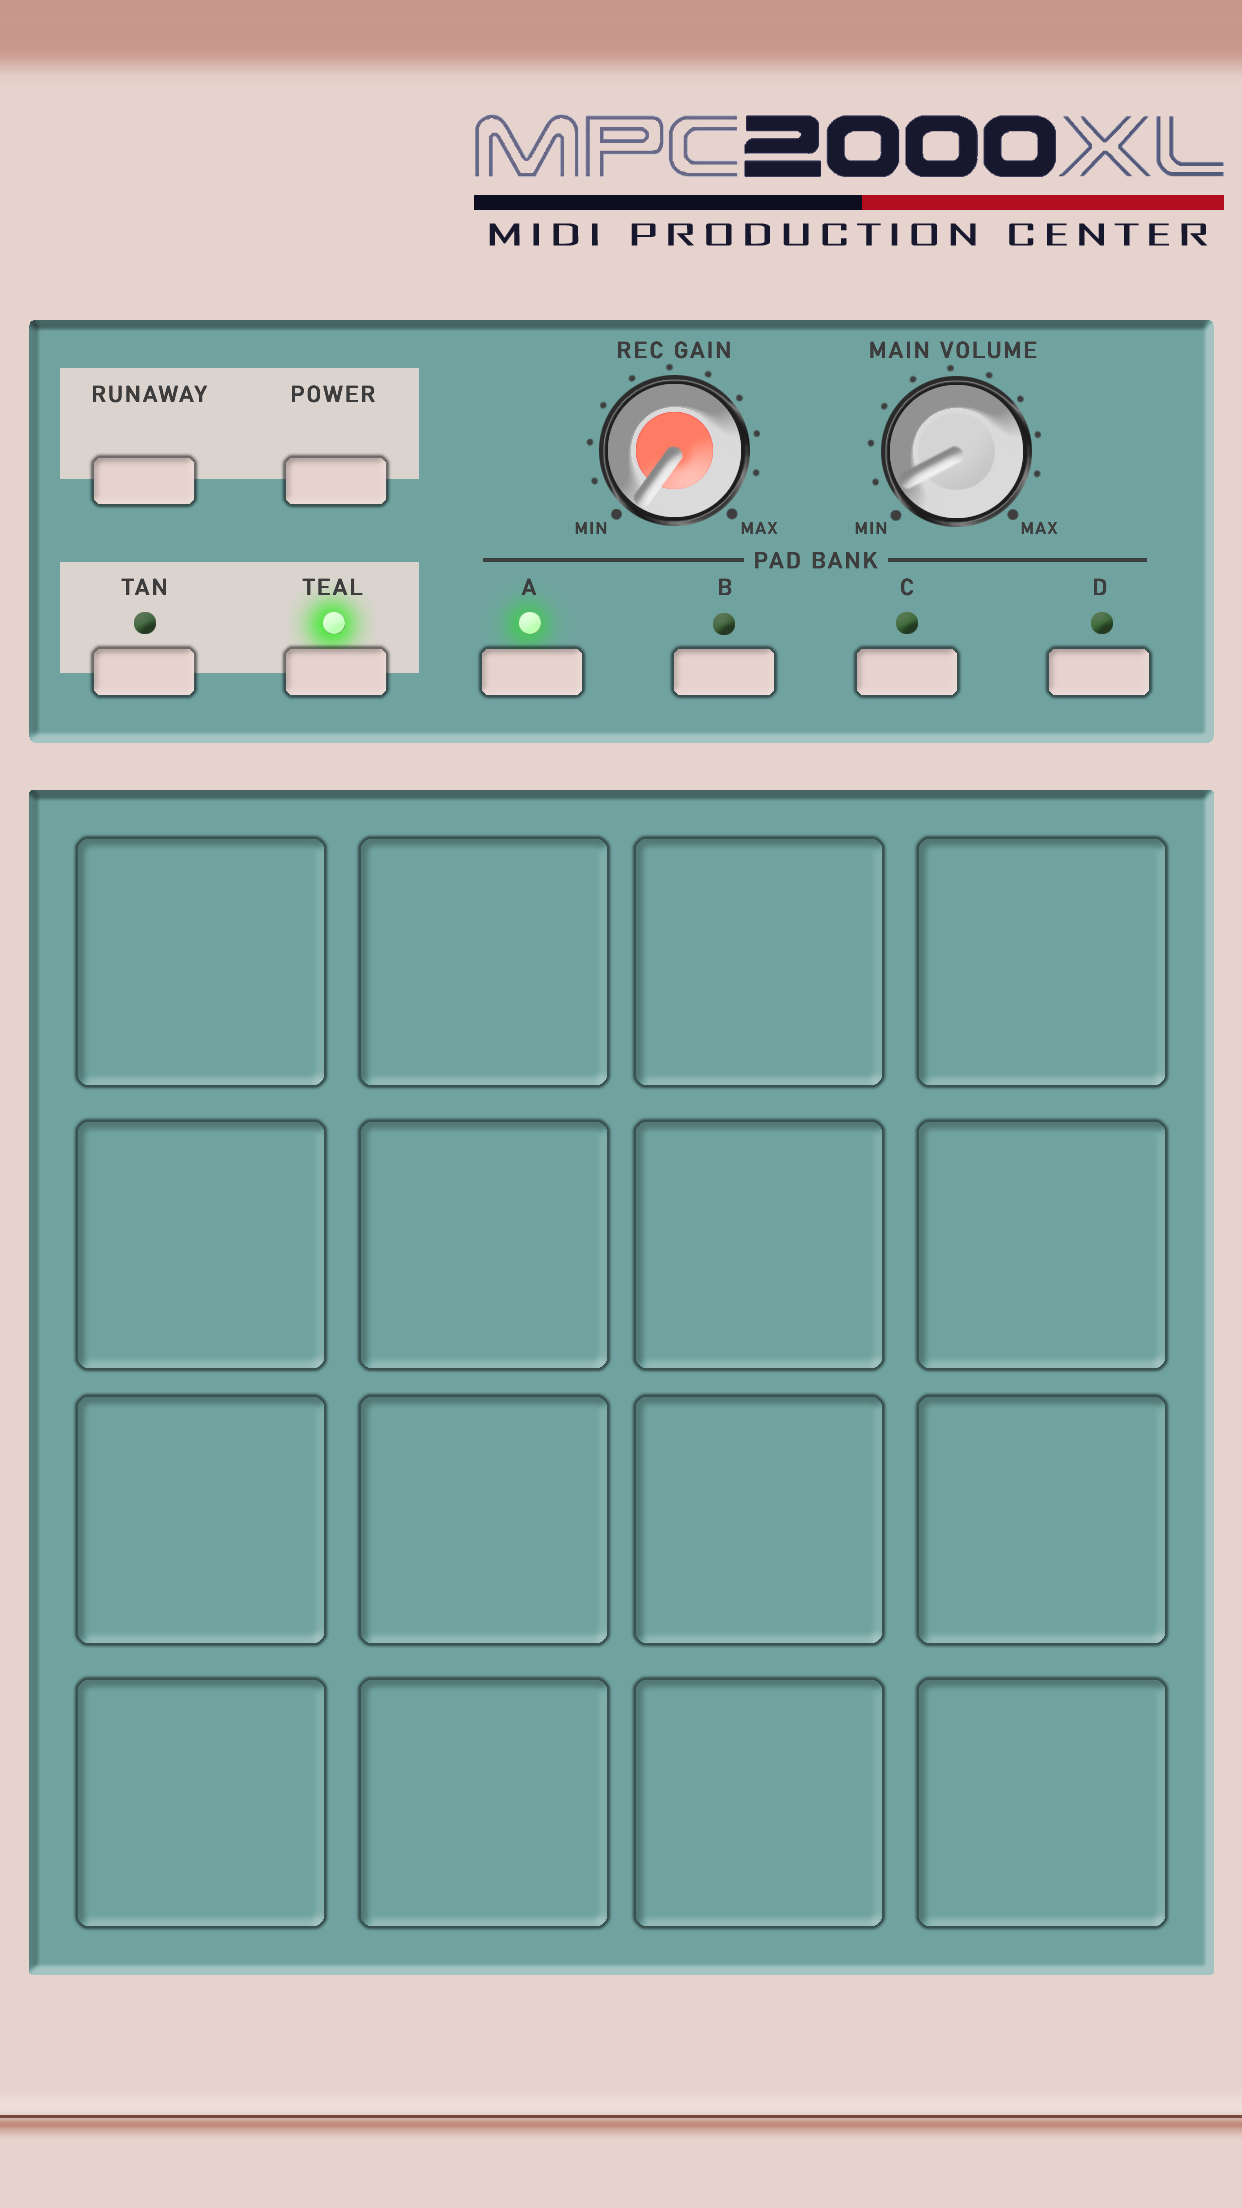 MPC2000XL
MIDI PRODUCTION CENTER
REC GAIN
MAIN VOLUME
RUNAWAY
POWER
MIN
MAX
MIN
MAX
PAD BANK
TAN
TEAL
A
B
C
D